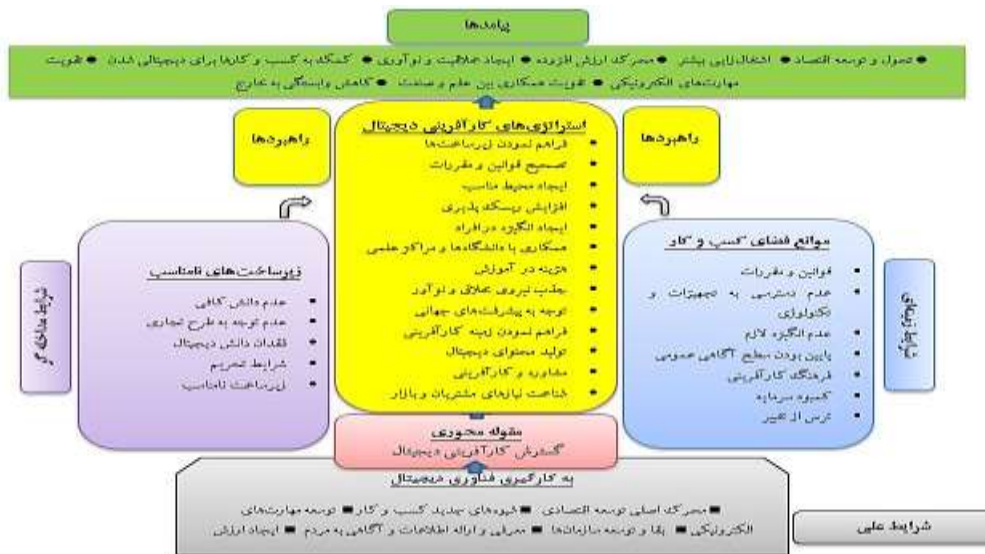 پیامدها
● تحول و توسعه اقتصاد ● اشتغال‌زایی بیشتر ● محرک ارزش افزوده ● ایجاد خلاقیت و نوآوری ● کمک به کسب و کارها برای دیجیتالی شدن ● تقویت
مهارت‌های الکترونیکی ● تقویت همکاری بین علم و صنعت ● کاهش وابستگی به خارج
راهبردها
استراتژی‌های کارآفرینی دیجیتال
• فراهم نمودن زیرساخت‌ها
• تصحیح قوانین و مقررات
• ایجاد محیط مناسب
• افزایش ریسک پذیری
• ایجاد انگیزه در افراد
• همکاری با دانشگاه‌ها و مراکز علمی
• هزینه در آموزش
• جذب نیروی خلاق و نوآور
• توجه به پیشرفت‌های جهانی
• فراهم نمودن زمینه کارآفرینی
• تولید محتوای دیجیتال
• مشاوره و کارآفرینی
• شناخت نیازهای مشتریان و بازار
راهبردها
شرایط زمینه‌ای
موانع فضای کسب و کار
• قوانین و مقررات
• عدم دسترسی به تجهیزات و
تکنولوژی
• عدم انگیزه لازم
• پایین بودن سطح آگاهی عمومی
• فرهنگ کارآفرینی
• کمبود سرمایه
• ترس از تغییر
زیرساخت‌های نامناسب
• عدم دانش کافی
• عدم توجه به طرح تجاری
• فقدان دانش دیجیتال
• شرایط تحریم
• زیرساخت نامناسب
شرایط مداخله گر
مقوله محوری
گسترش کارآفرینی دیجیتال
به کارگیری فناوری دیجیتال
■ محرک اصلی توسعه اقتصادی ■ شیوه‌های جدید کسب و کار ■ توسعه مهارت‌های
الکترونیکی ■ بقا و توسعه سازمان‌ها ■ معرفی و ارائه اطلاعات و آگاهی به مردم ■ ایجاد ارزش
شرایط علی